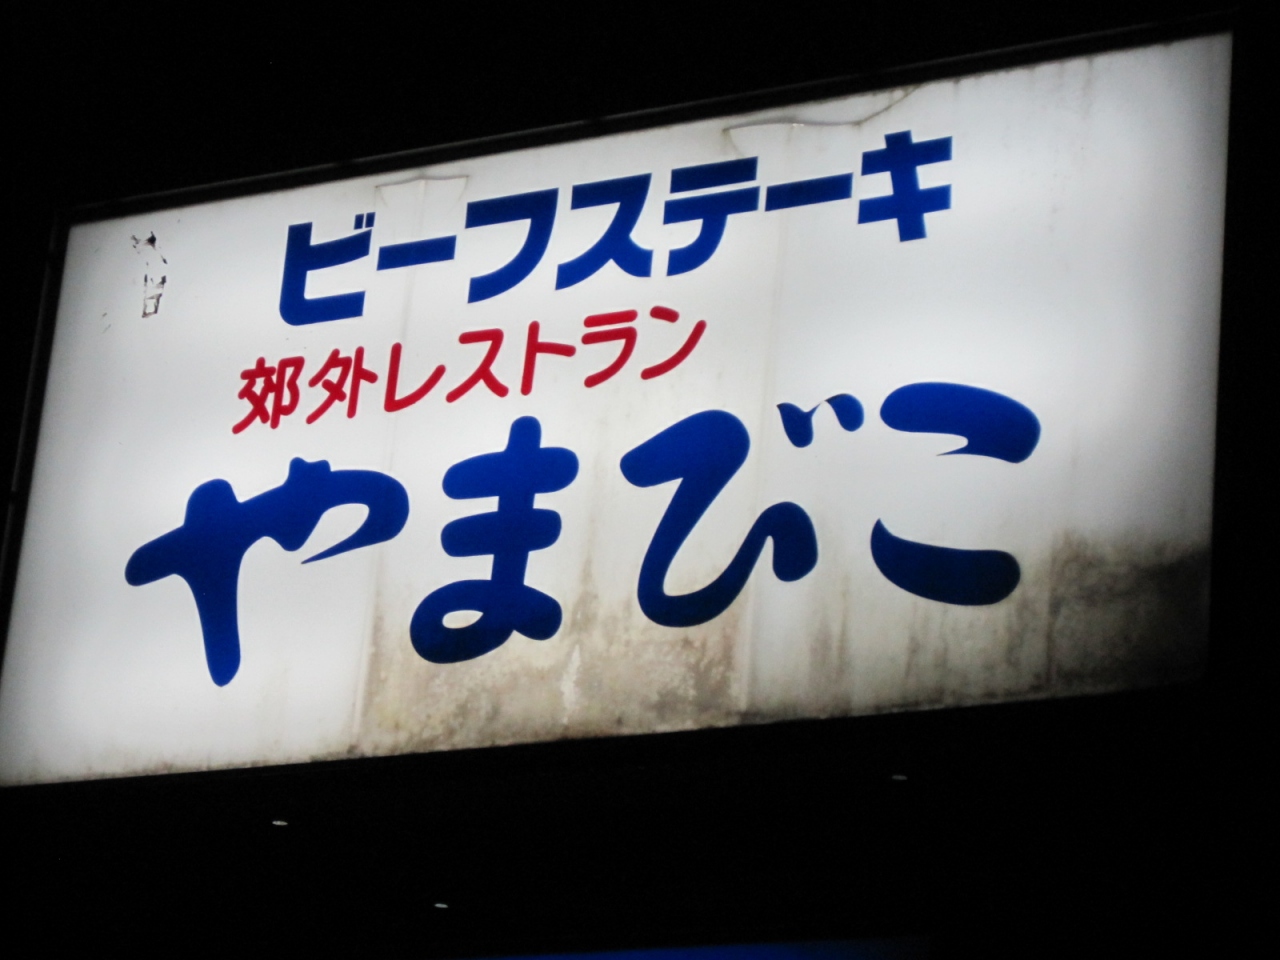 ビーフステーキ
郊外レストラン
やまびこ